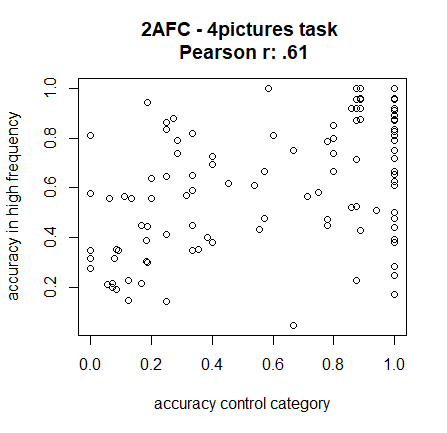 2AFC - 4pictures task
Pearson r: .61
accuracy in high frequency
1.0
0.8
0.6
0.4
0.2
0.0 0.2 0.4 0.6 0.8 1.0
accuracy control category